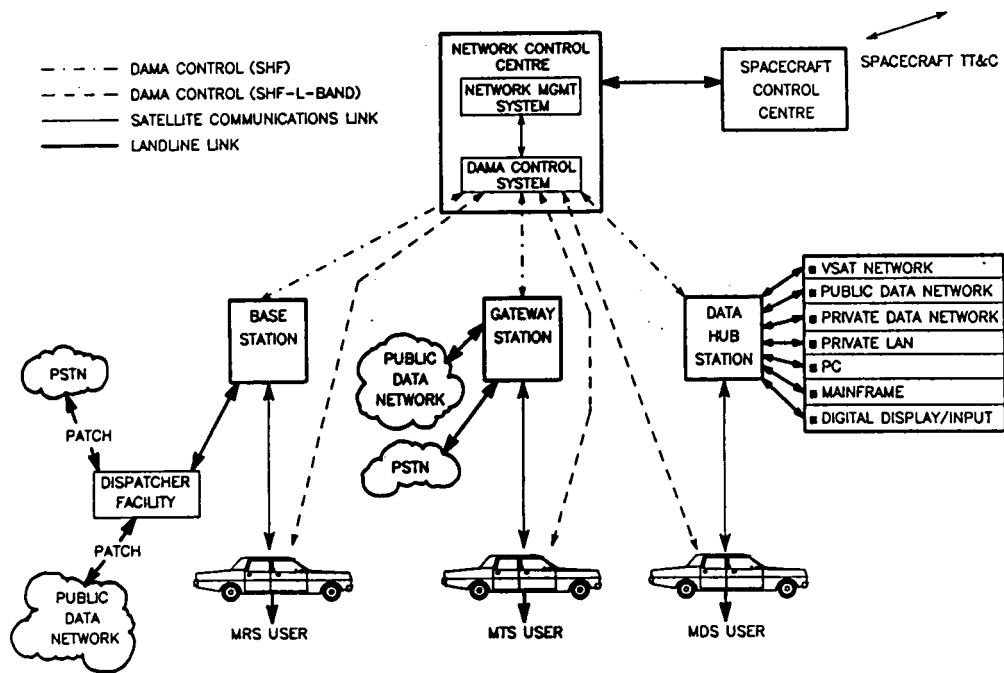 DAMA CONTROL (SHF)
DAMA CONTROL (SHF-L-BAND)
SATELLITE COMMUNICATIONS LINK
LANDLINE LINK
NETWORK CONTROL
CENTRE
NETWORK MGMT
SYSTEM
DAMA CONTROL
SYSTEM
SPACECRAFT
CONTROL
CENTRE
SPACECRAFT TT&C
BASE
STATION
GATEWAY
STATION
DATA
HUB
STATION
VSAT NETWORK
PUBLIC DATA NETWORK
PRIVATE DATA NETWORK
PRIVATE LAN
PC
MAINFRAME
DIGITAL DISPLAY/INPUT
PSTN
PATCH
DISPATCHER
FACILITY
PATCH
PUBLIC
DATA
NETWORK
PUBLIC
DATA
NETWORK
PSTN
MRS USER
MTS USER
MDS USER